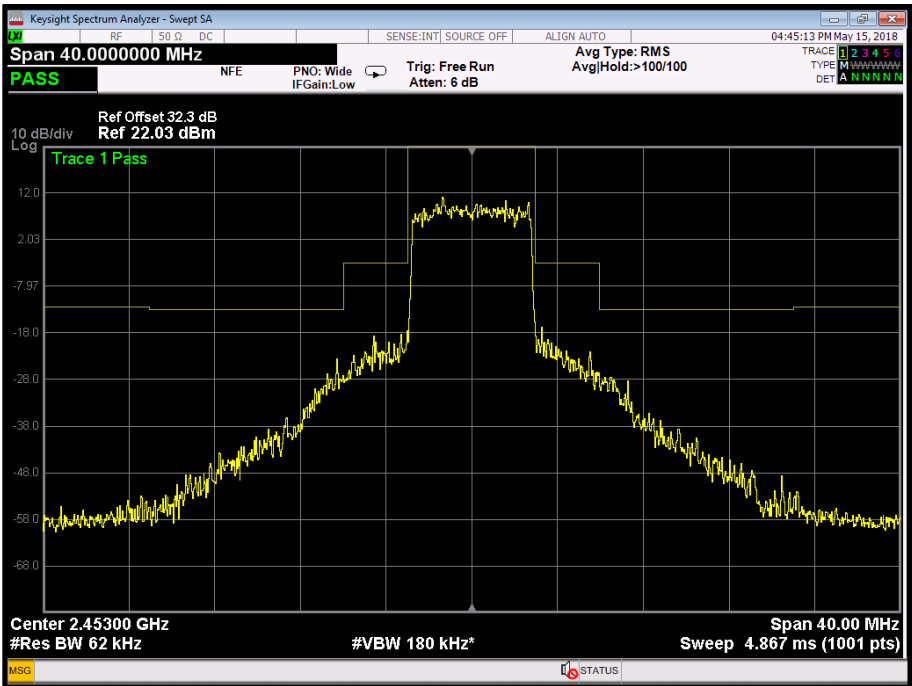 Keysight Spectrum Analyzer - Swept SA
LXI RF 50 Ω DC SENSE:INT SOURCE OFF ALIGN AUTO 04:45:13 PM May 15, 2018
Span 40.0000000 MHz
PASS
NFE
PNO: Wide
IFGain:Low
Trig: Free Run
Atten: 6 dB
Avg Type: RMS
Avg|Hold:>100/100
TRACE 1 2 3 4 5 6
TYPE M W W W W W
DET A N N N N N
Ref Offset 32.3 dB
10 dB/div Ref 22.03 dBm
Log
Trace 1 Pass
12.0
2.03
-7.97
-18.0
-28.0
-38.0
-48.0
-58.0
-68.0
Center 2.45300 GHz Span 40.00 MHz
#Res BW 62 kHz #VBW 180 kHz* Sweep 4.867 ms (1001 pts)
MSG STATUS